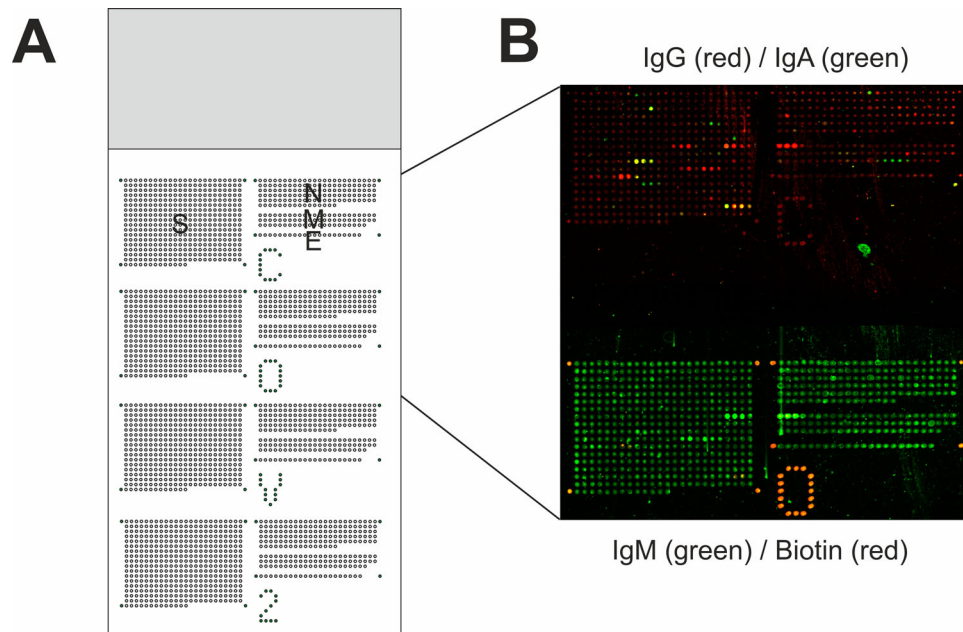 A
B
IgG (red) / IgA (green)
S
N
M
E
C
O
V
2
C
O
IgM (green) / Biotin (red)